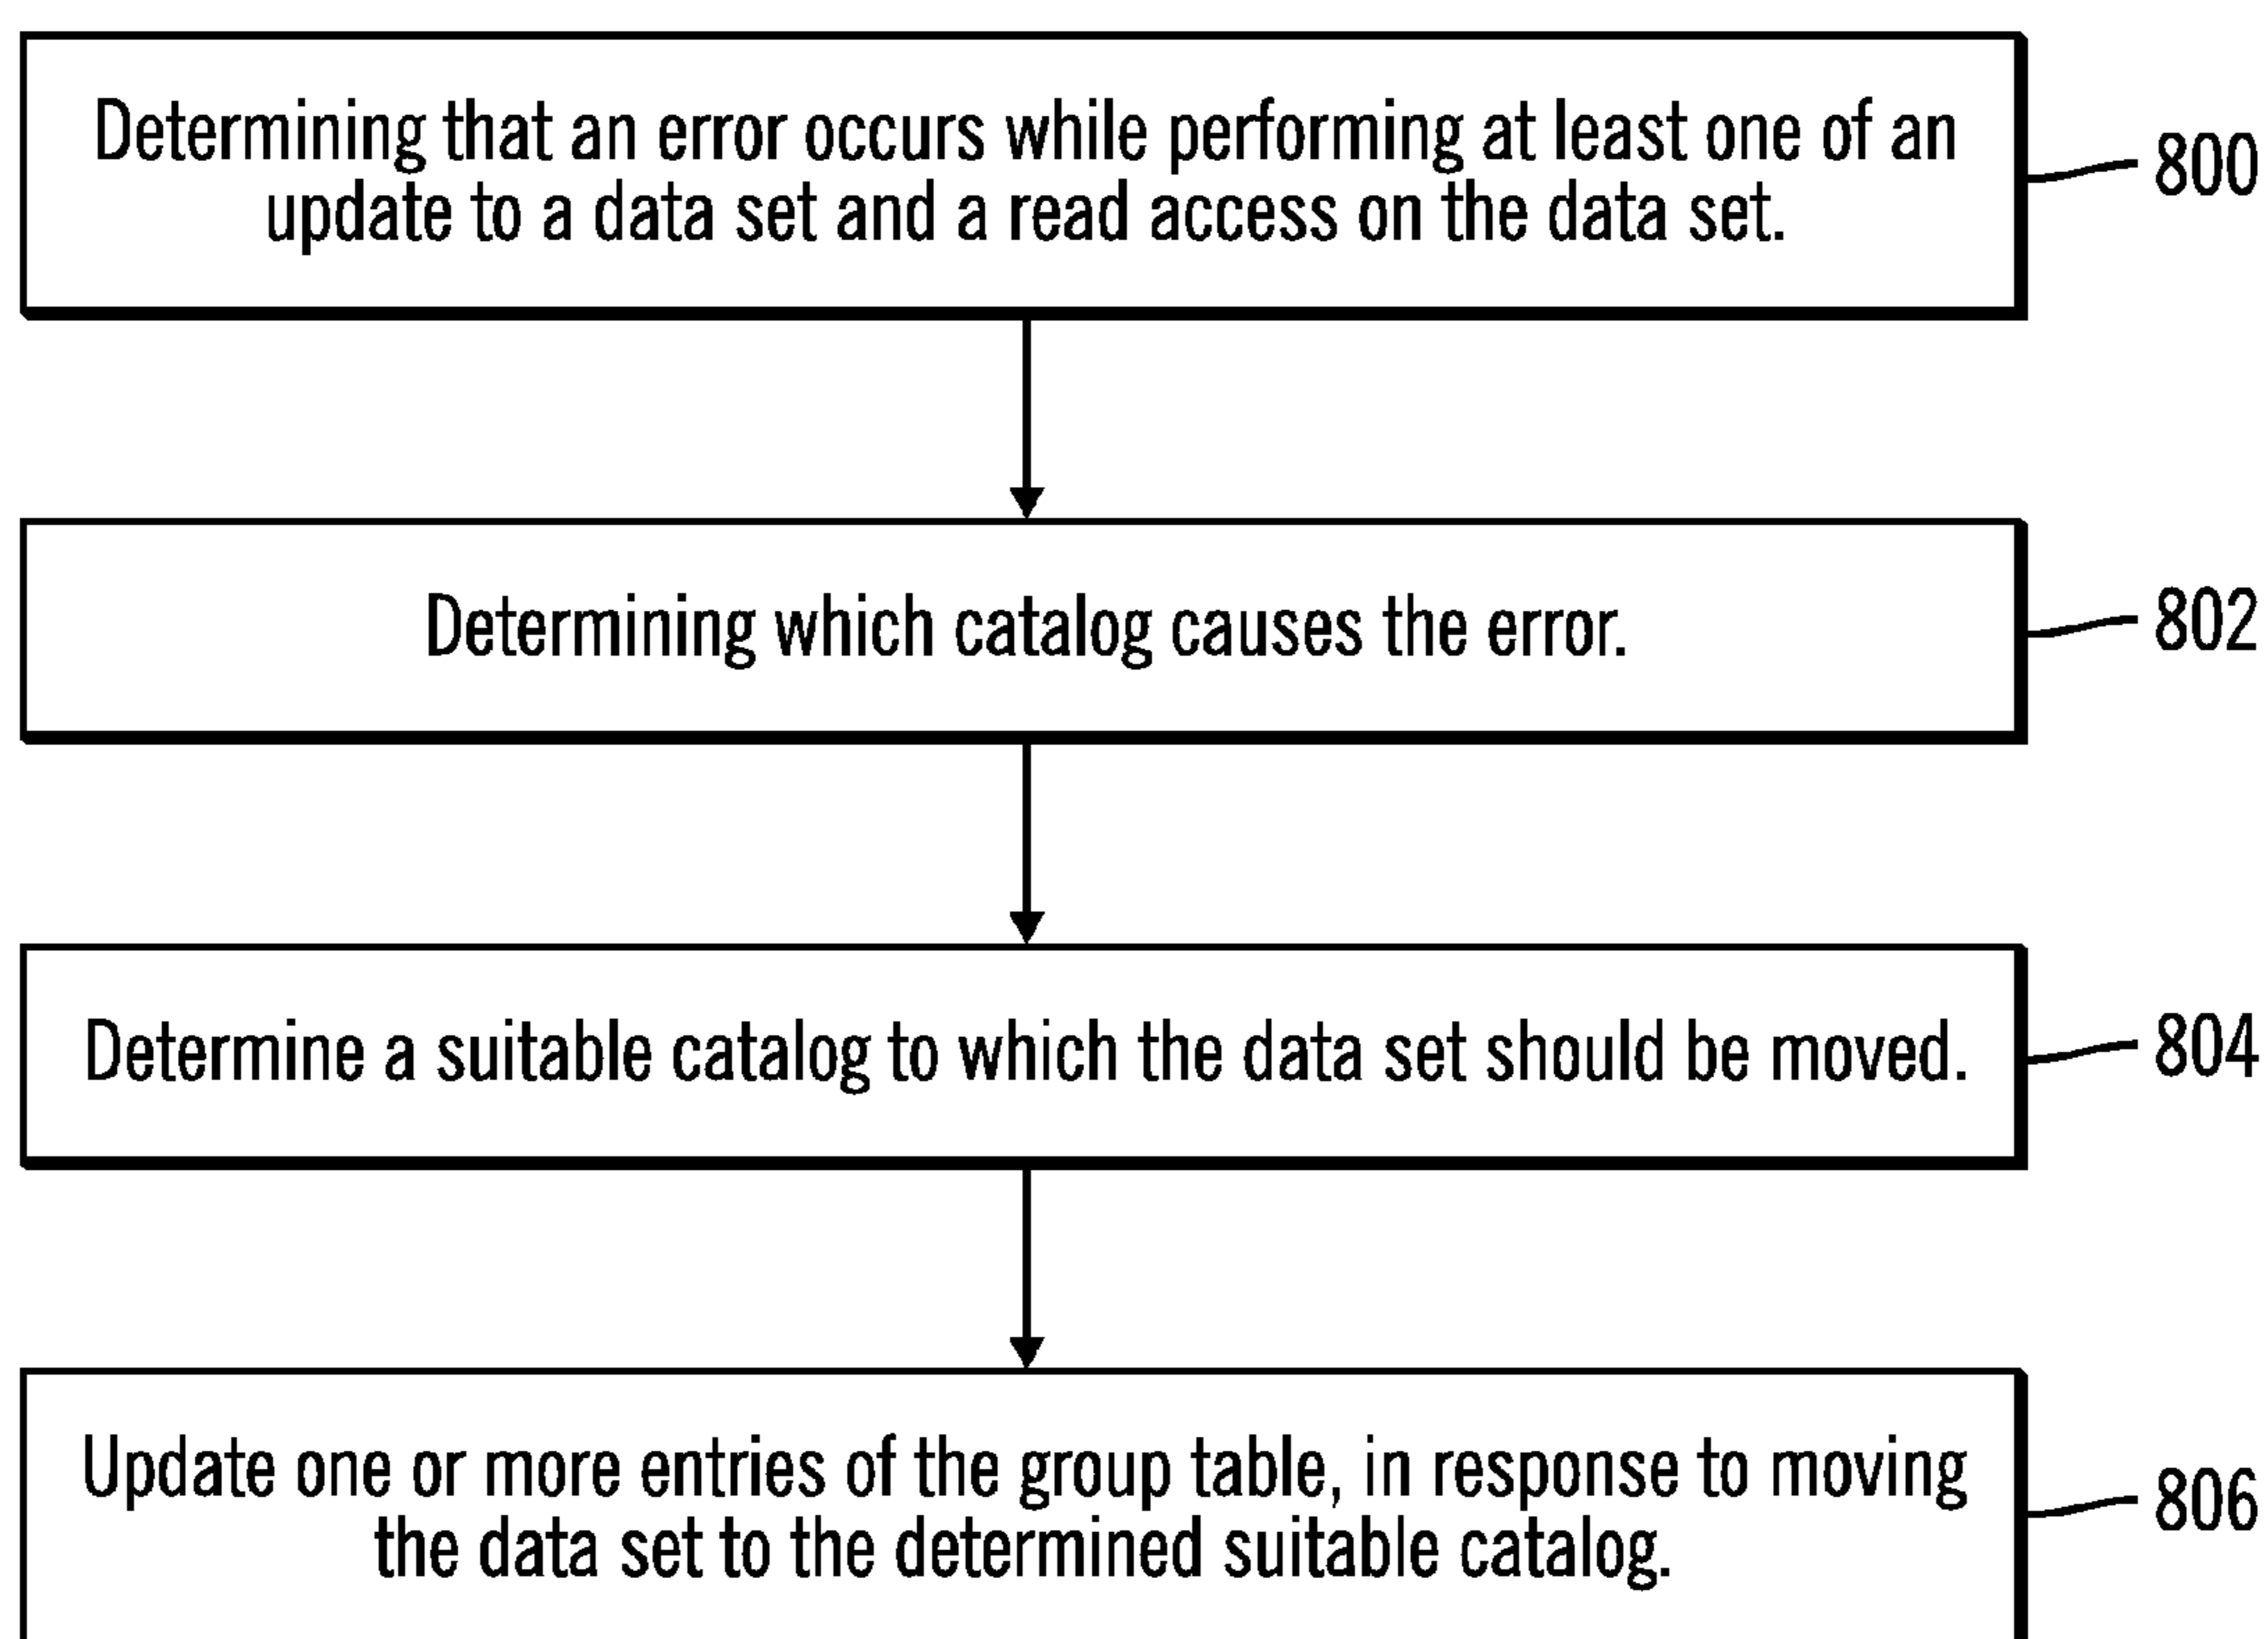 Determining that an error occurs while performing at least one of an
update to a data set and a read access on the data set.
800
Determining which catalog causes the error.
802
Determine a suitable catalog to which the data set should be moved.
804
Update one or more entries of the group table, in response to moving
the data set to the determined suitable catalog.
806